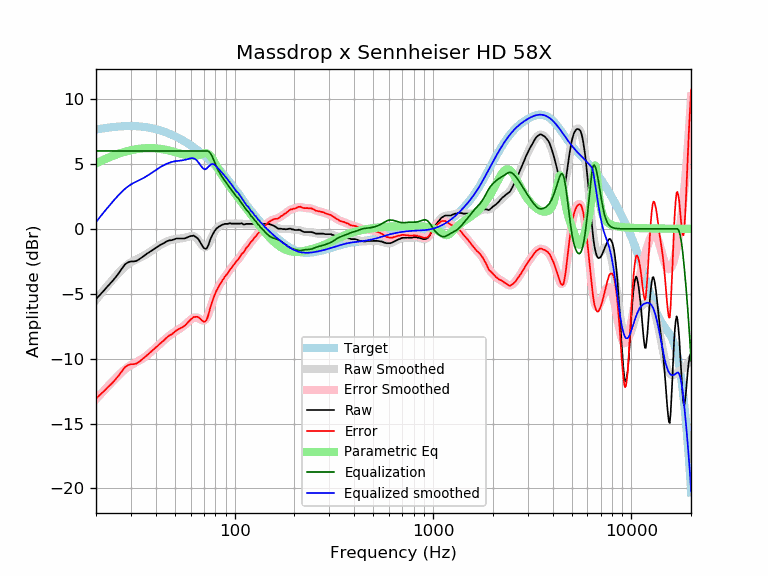 Massdrop x Sennheiser HD 58X
10
5
0
−5
−10
−15
−20
Amplitude (dBr)
Target
Raw Smoothed
Error Smoothed
Raw
Error
Parametric Eq
Equalization
Equalized smoothed
100
1000
10000
Frequency (Hz)